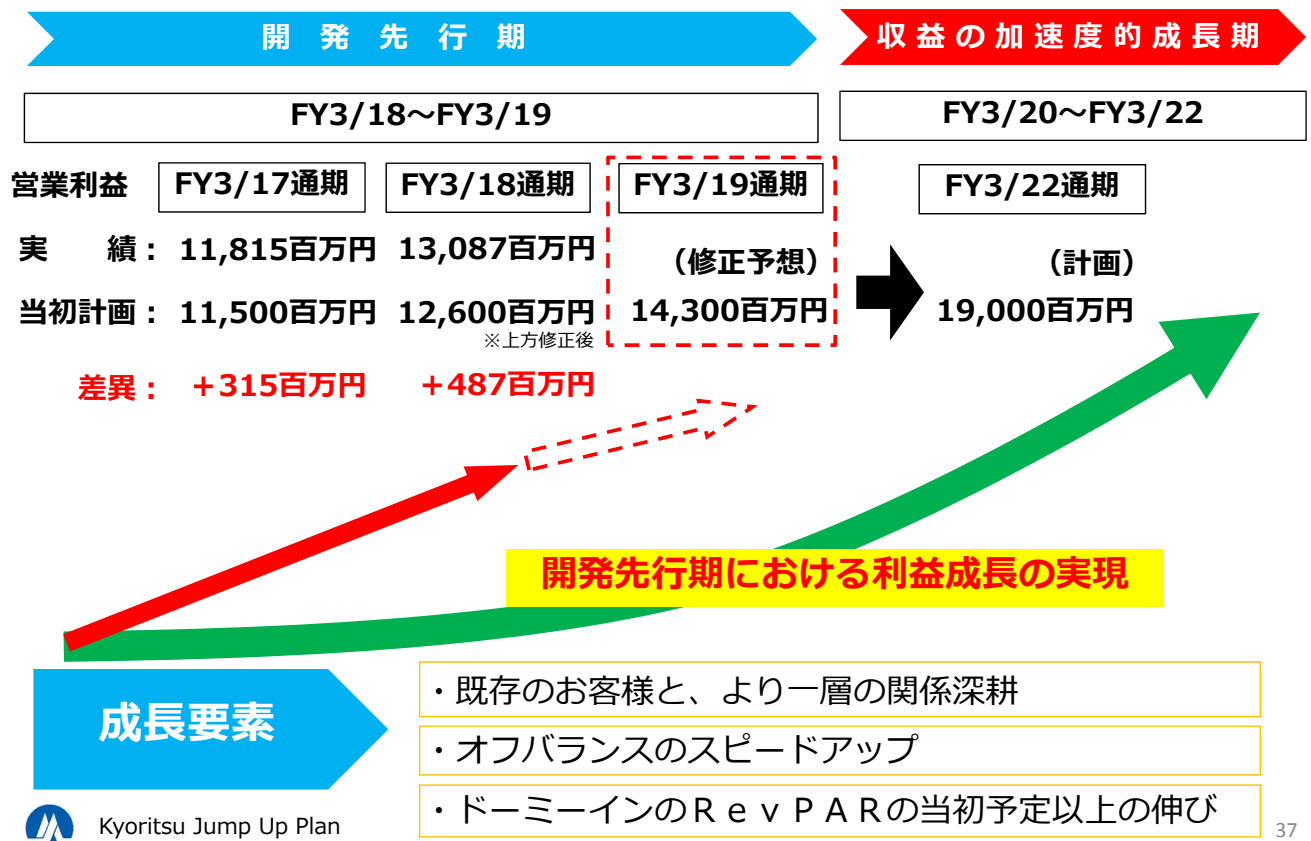 開発先行期
収益の加速度的成長期
FY3/18～FY3/19
FY3/20～FY3/22
営業利益 FY3/17通期 FY3/18通期 FY3/19通期 FY3/22通期
実　績： 11,815百万円 13,087百万円 （修正予想） （計画）
当初計画： 11,500百万円 12,600百万円 14,300百万円 19,000百万円
※上方修正後
差異： ＋315百万円 ＋487百万円
開発先行期における利益成長の実現
成長要素
・既存のお客様と、より一層の関係深耕
・オフバランスのスピードアップ
・ドーミーインのＲｅｖＰＡＲの当初予定以上の伸び
Kyoritsu Jump Up Plan
37